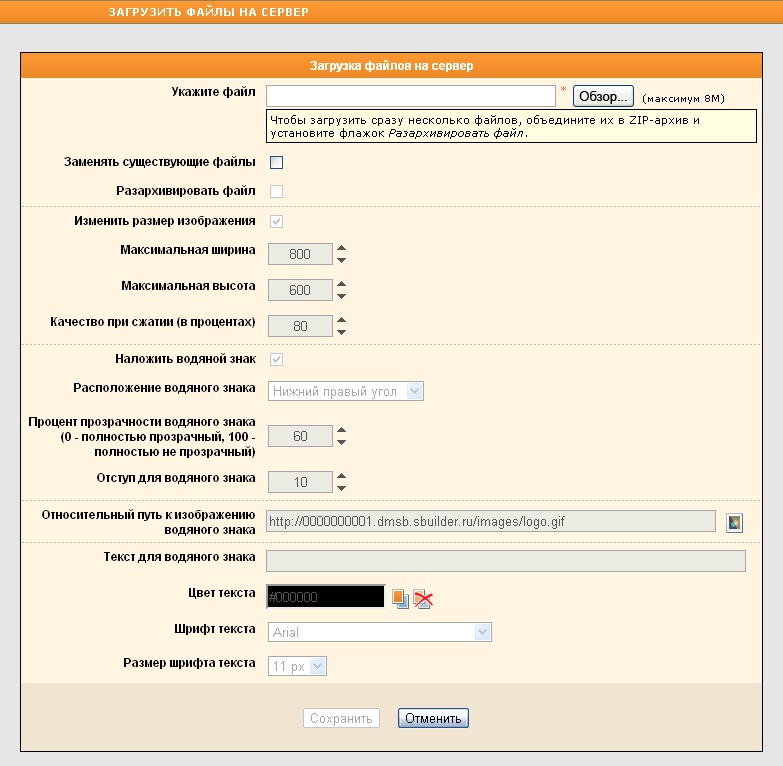 ЗАГРУЗИТЬ ФАЙЛЫ НА СЕРВЕР
Загрузка файлов на сервер
Укажите файл * Обзор... (максимум 8М)
Чтобы загрузить сразу несколько файлов, объедините их в ZIP-архив и
установите флажок Разархивировать файл.
Заменять существующие файлы
Разархивировать файл
Изменить размер изображения
Максимальная ширина 800
Максимальная высота 600
Качество при сжатии (в процентах) 80
Наложить водяной знак
Расположение водяного знака Нижний правый угол
Процент прозрачности водяного знака
(0 - полностью прозрачный, 100 - 60
полностью не прозрачный)
Отступ для водяного знака 10
Относительный путь к изображению
водяного знака http://0000000001.dmsb.sbuilder.ru/images/logo.gif
Текст для водяного знака
Цвет текста #000000
Шрифт текста Arial
Размер шрифта текста 11 px
Сохранить Отменить